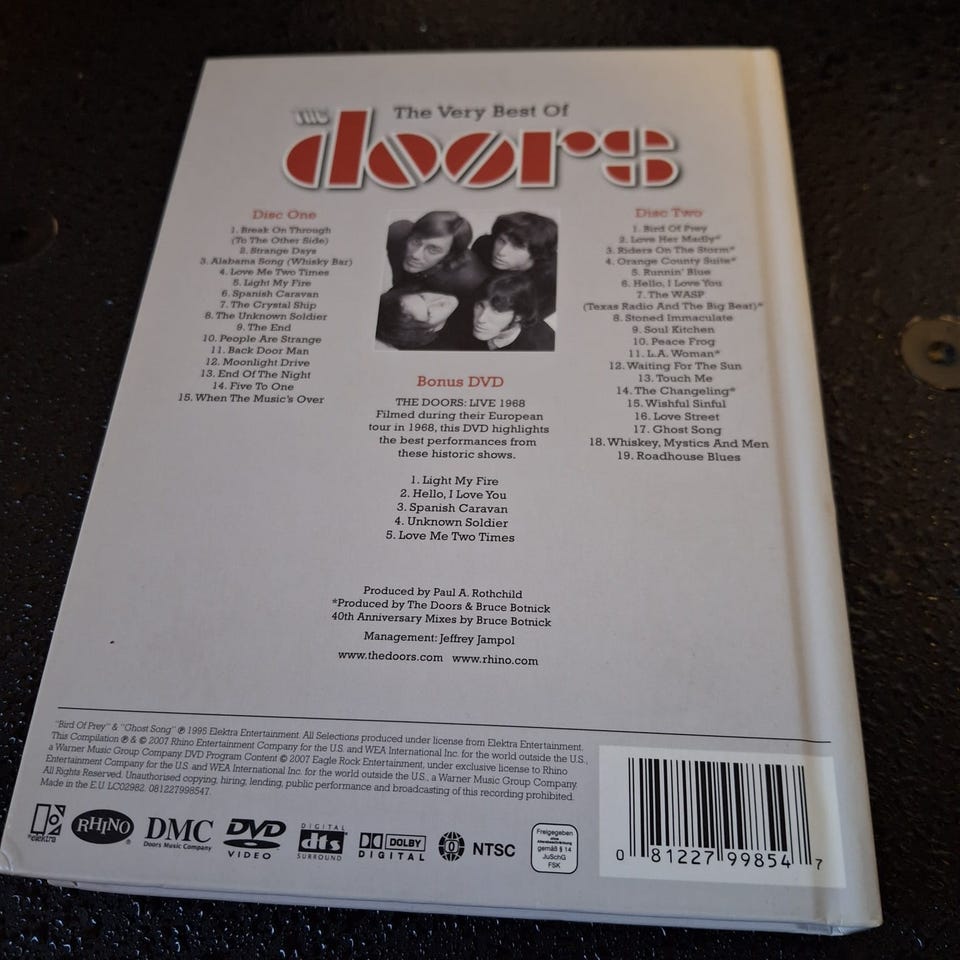 The Very Best Of
THE
doors
Disc One
1. Break On Through
(To The Other Side)
2. Strange Days
3. Alabama Song (Whisky Bar)
4. Love Me Two Times
5. Light My Fire
6. Spanish Caravan
7. The Crystal Ship
8. The Unknown Soldier
9. The End
10. People Are Strange
11. Back Door Man
12. Moonlight Drive
13. End Of The Night
14. Five To One
15. When The Music's Over
Bonus DVD
THE DOORS: LIVE 1968
Filmed during their European
tour in 1968, this DVD highlights
the best performances from
these historic shows.
1. Light My Fire
2. Hello, I Love You
3. Spanish Caravan
4. Unknown Soldier
5. Love Me Two Times
Disc Two
1. Bird Of Prey
2. Love Her Madly*
3. Riders On The Storm*
4. Orange County Suite*
5. Runnin' Blue
6. Hello, I Love You
7. The WASP
(Texas Radio And The Big Beat)*
8. Stoned Immaculate
9. Soul Kitchen
10. Peace Frog
11. L.A. Woman*
12. Waiting For The Sun
13. Touch Me
14. The Changeling*
15. Wishful Sinful
16. Love Street
17. Ghost Song
18. Whiskey, Mystics And Men
19. Roadhouse Blues
Produced by Paul A. Rothchild
*Produced by The Doors & Bruce Botnick
40th Anniversary Mixes by Bruce Botnick
Management: Jeffrey Jampol
www.thedoors.com www.rhino.com
"Bird Of Prey" & "Ghost Song" ℗ 1995 Elektra Entertainment. All Selections produced under license from Elektra Entertainment.
This Compilation ℗ & © 2007 Rhino Entertainment Company for the U.S. and WEA International Inc. for the world outside the U.S.,
a Warner Music Group Company. DVD Program Content © 2007 Eagle Rock Entertainment, under exclusive license to Rhino
Entertainment Company for the U.S. and WEA International Inc. for the world outside the U.S., a Warner Music Group Company.
All Rights Reserved. Unauthorised copying, hiring, lending, public performance and broadcasting of this recording prohibited.
Made in the E.U. LC02982. 081227998547.
elektra
RHINO
DMC
Doors Music Company
DVD
VIDEO
DIGITAL
dts
SURROUND
DOLBY
DIGITAL
0
NTSC
Freigegeben
ohne
Altersbeschränkung
gemäß § 14
JuSchG
FSK
0 81227 99854 7